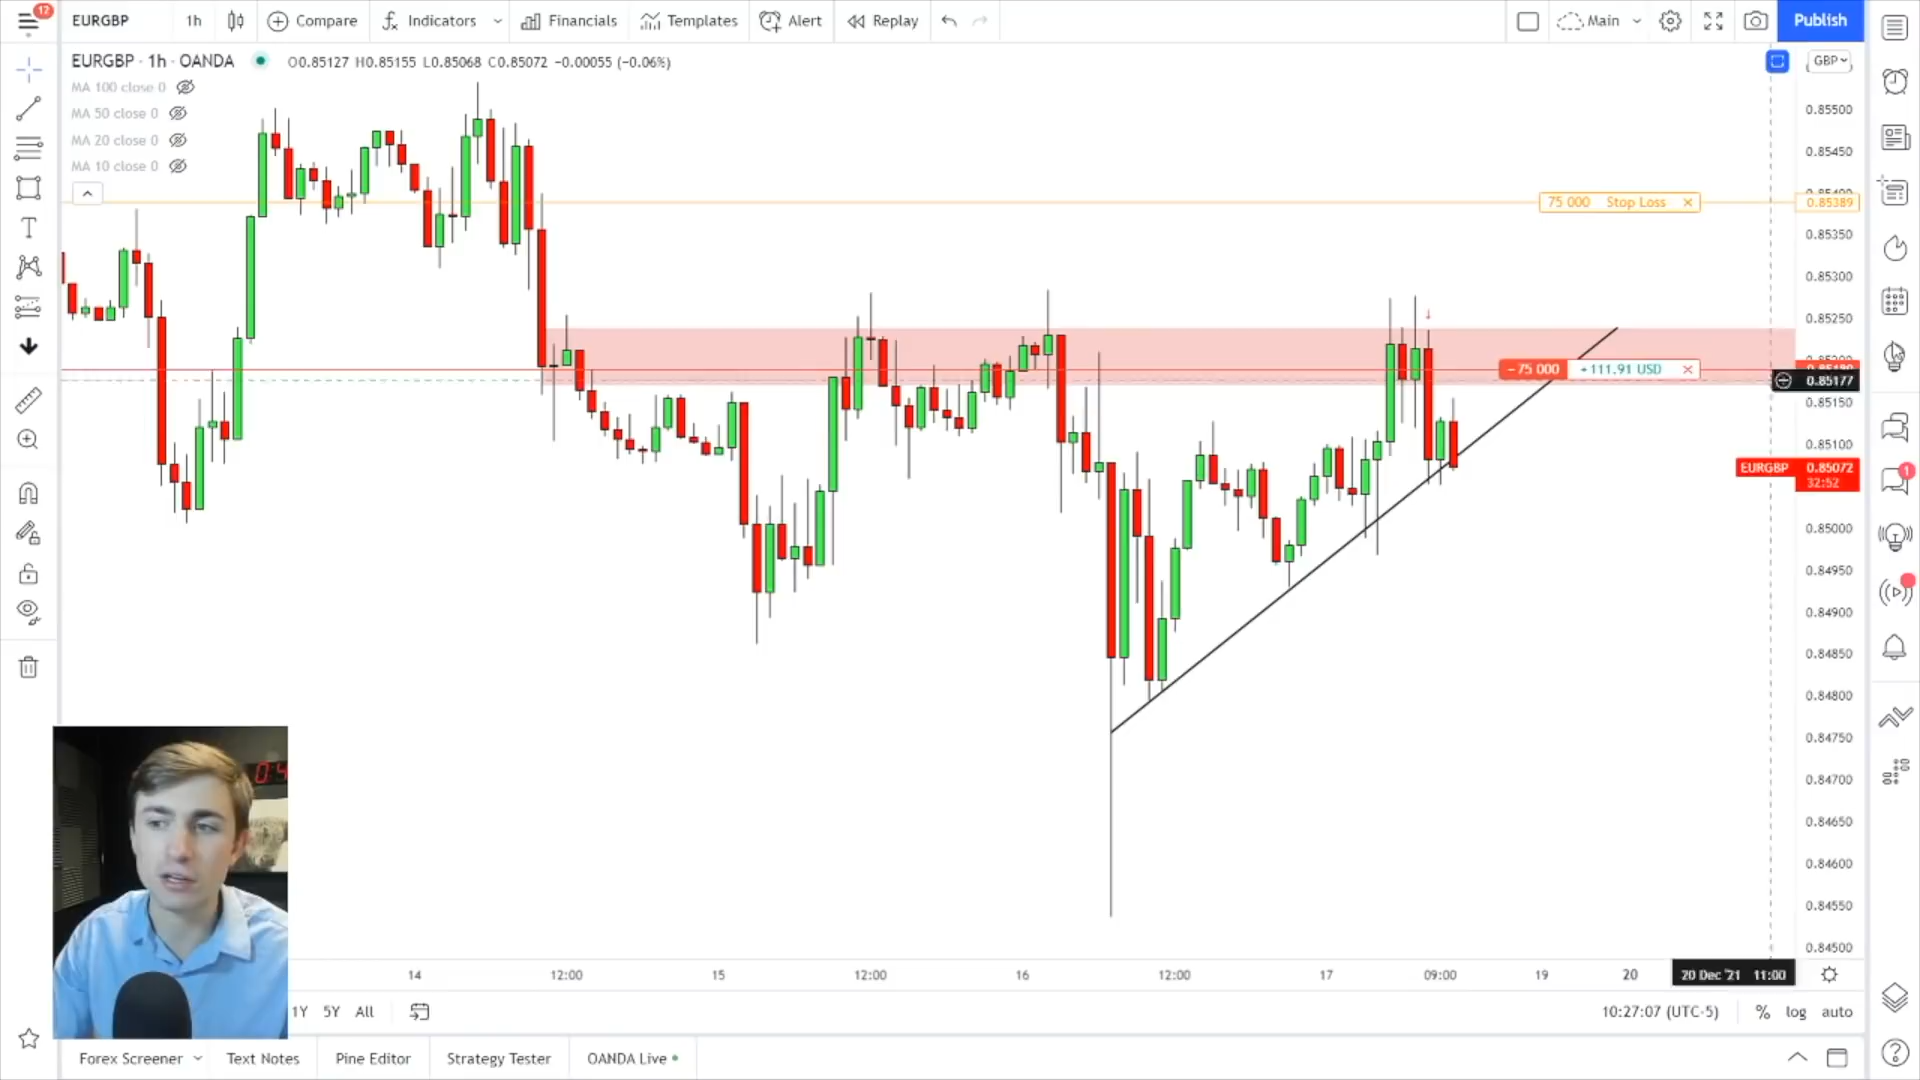 12
EURGBP 1h Compare Indicators Financials Templates Alert Replay Main Publish
EURGBP · 1h · OANDA O0.85127 H0.85155 L0.85068 C0.85072 −0.00055 (−0.06%)
GBP
MA 100 close 0
MA 50 close 0
MA 20 close 0
MA 10 close 0
0.85500
0.85450
75 000 Stop Loss
0.85389
0.85350
0.85300
0.85250
−75 000 +111.91 USD
0.85177
0.85150
0.85100
EURGBP 0.85072
32:52
0.85000
0.84950
0.84900
0.84850
0.84800
0.84750
0.84700
0.84650
0.84600
0.84550
0.84500
1
14 12:00 15 12:00 16 12:00 17 09:00 19 20 20 Dec '21 11:00
1Y 5Y All
10:27:07 (UTC-5) % log auto
Forex Screener Text Notes Pine Editor Strategy Tester OANDA Live